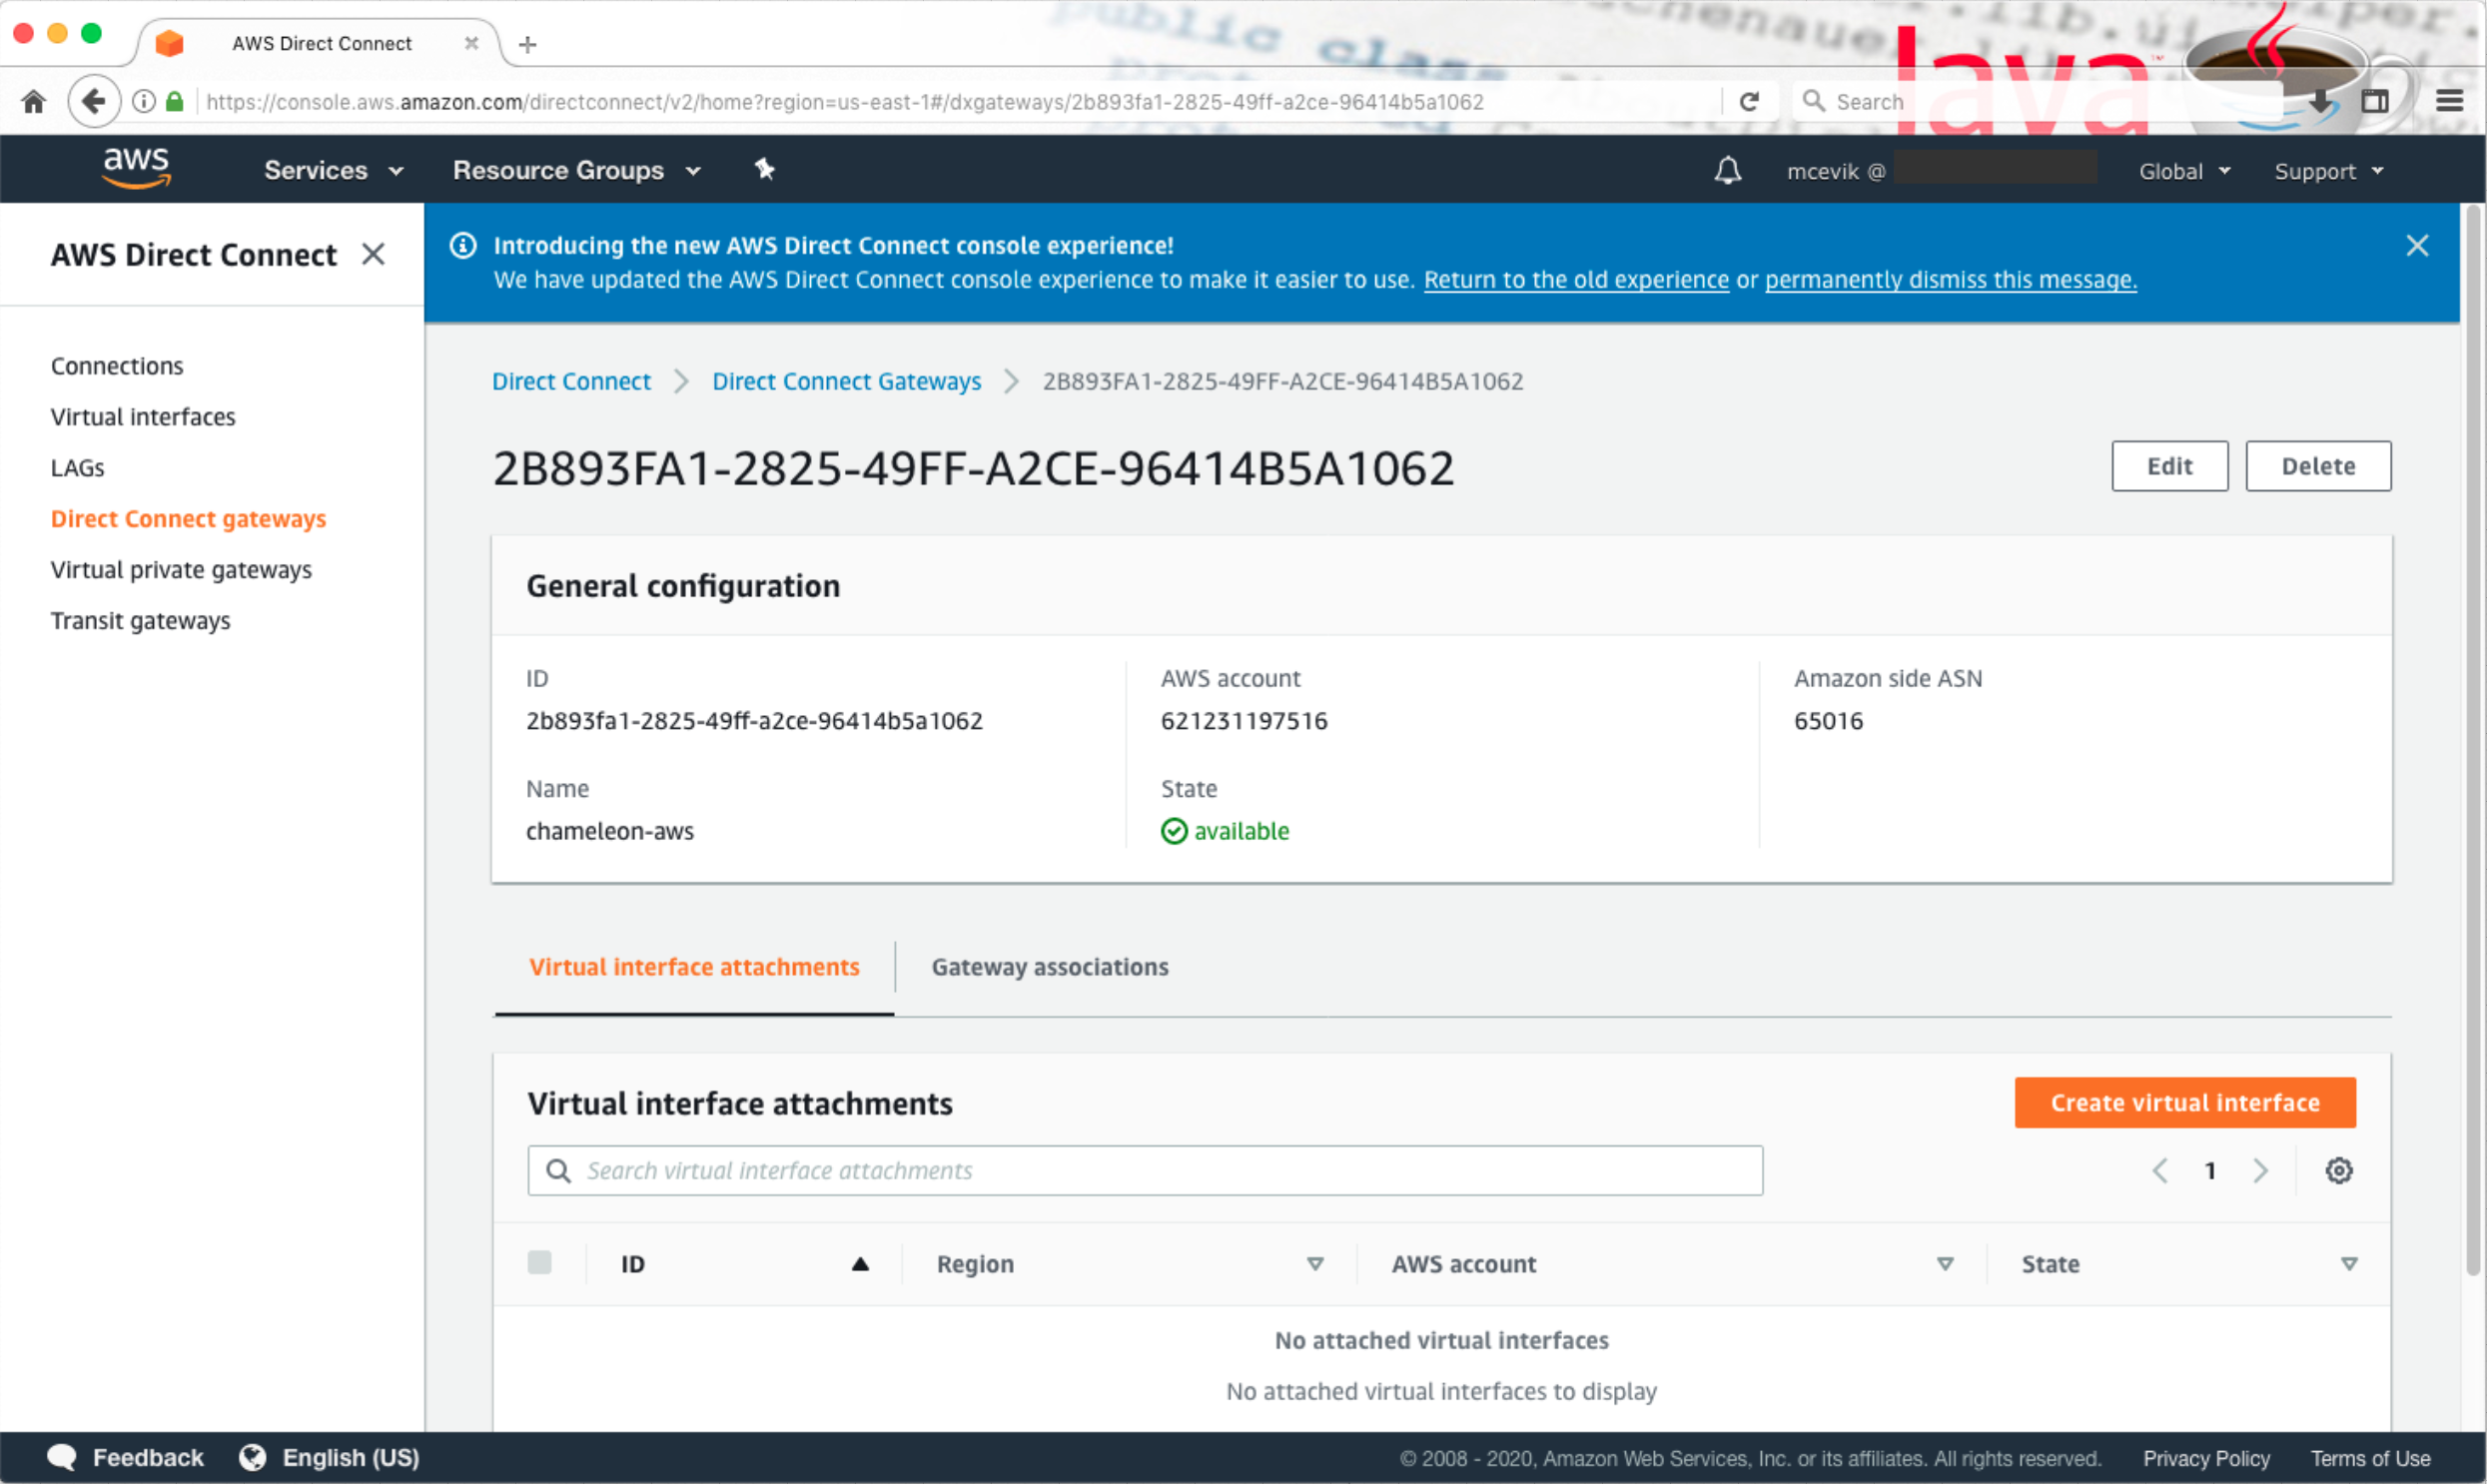 public class
AWS Direct Connect
https://console.aws.amazon.com/directconnect/v2/home?region=us-east-1#/dxgateways/2b893fa1-2825-49ff-a2ce-96414b5a1062
Search
aws
Services
Resource Groups
mcevik @
Global
Support
AWS Direct Connect
Connections
Virtual interfaces
LAGs
Direct Connect gateways
Virtual private gateways
Transit gateways
Introducing the new AWS Direct Connect console experience!
We have updated the AWS Direct Connect console experience to make it easier to use. Return to the old experience or permanently dismiss this message.
Direct Connect > Direct Connect Gateways > 2B893FA1-2825-49FF-A2CE-96414B5A1062
2B893FA1-2825-49FF-A2CE-96414B5A1062
Edit
Delete
General configuration
ID
2b893fa1-2825-49ff-a2ce-96414b5a1062
AWS account
621231197516
Amazon side ASN
65016
Name
chameleon-aws
State
available
Virtual interface attachments
Gateway associations
Virtual interface attachments
Create virtual interface
Search virtual interface attachments
1
ID
Region
AWS account
State
No attached virtual interfaces
No attached virtual interfaces to display
Feedback
English (US)
© 2008 - 2020, Amazon Web Services, Inc. or its affiliates. All rights reserved.
Privacy Policy
Terms of Use